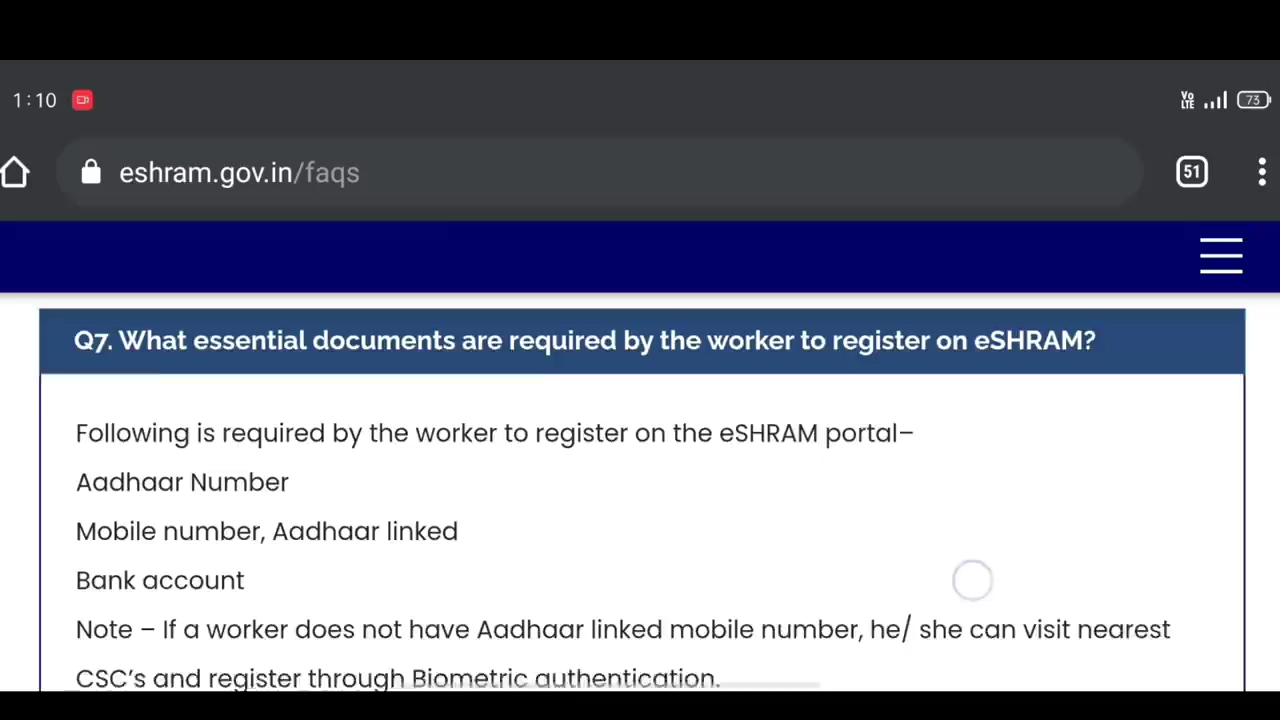 1:10
Vo
LTE
73
eshram.gov.in/faqs
51
Q7. What essential documents are required by the worker to register on eSHRAM?
Following is required by the worker to register on the eSHRAM portal–
Aadhaar Number
Mobile number, Aadhaar linked
Bank account
Note – If a worker does not have Aadhaar linked mobile number, he/ she can visit nearest
CSC's and register through Biometric authentication.